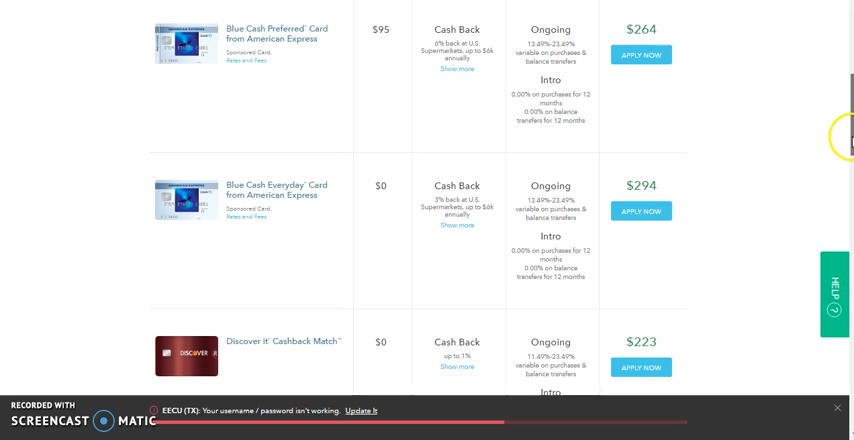 Blue Cash Preferred® Card
from American Express
Sponsored Card.
Rates and Fees
$95
Cash Back
6% back at U.S.
Supermarkets, up to $6k
annually
Show more
Ongoing
13.49%-23.49%
variable on purchases &
balance transfers
Intro
0.00% on purchases for 12
months
0.00% on balance
transfers for 12 months
$264
APPLY NOW
Blue Cash Everyday® Card
from American Express
Sponsored Card.
Rates and Fees
$0
Cash Back
3% back at U.S.
Supermarkets, up to $6k
annually
Show more
Ongoing
13.49%-23.49%
variable on purchases &
balance transfers
Intro
0.00% on purchases for 12
months
0.00% on balance
transfers for 12 months
$294
APPLY NOW
DISCOVER
Discover it® Cashback Match™
$0
Cash Back
up to 1%
Show more
Ongoing
11.49%-23.49%
variable on purchases &
balance transfers
Intro
$223
APPLY NOW
HELP ?
RECORDED WITH
SCREENCAST MATIC
EECU (TX): Your username / password isn't working. Update It